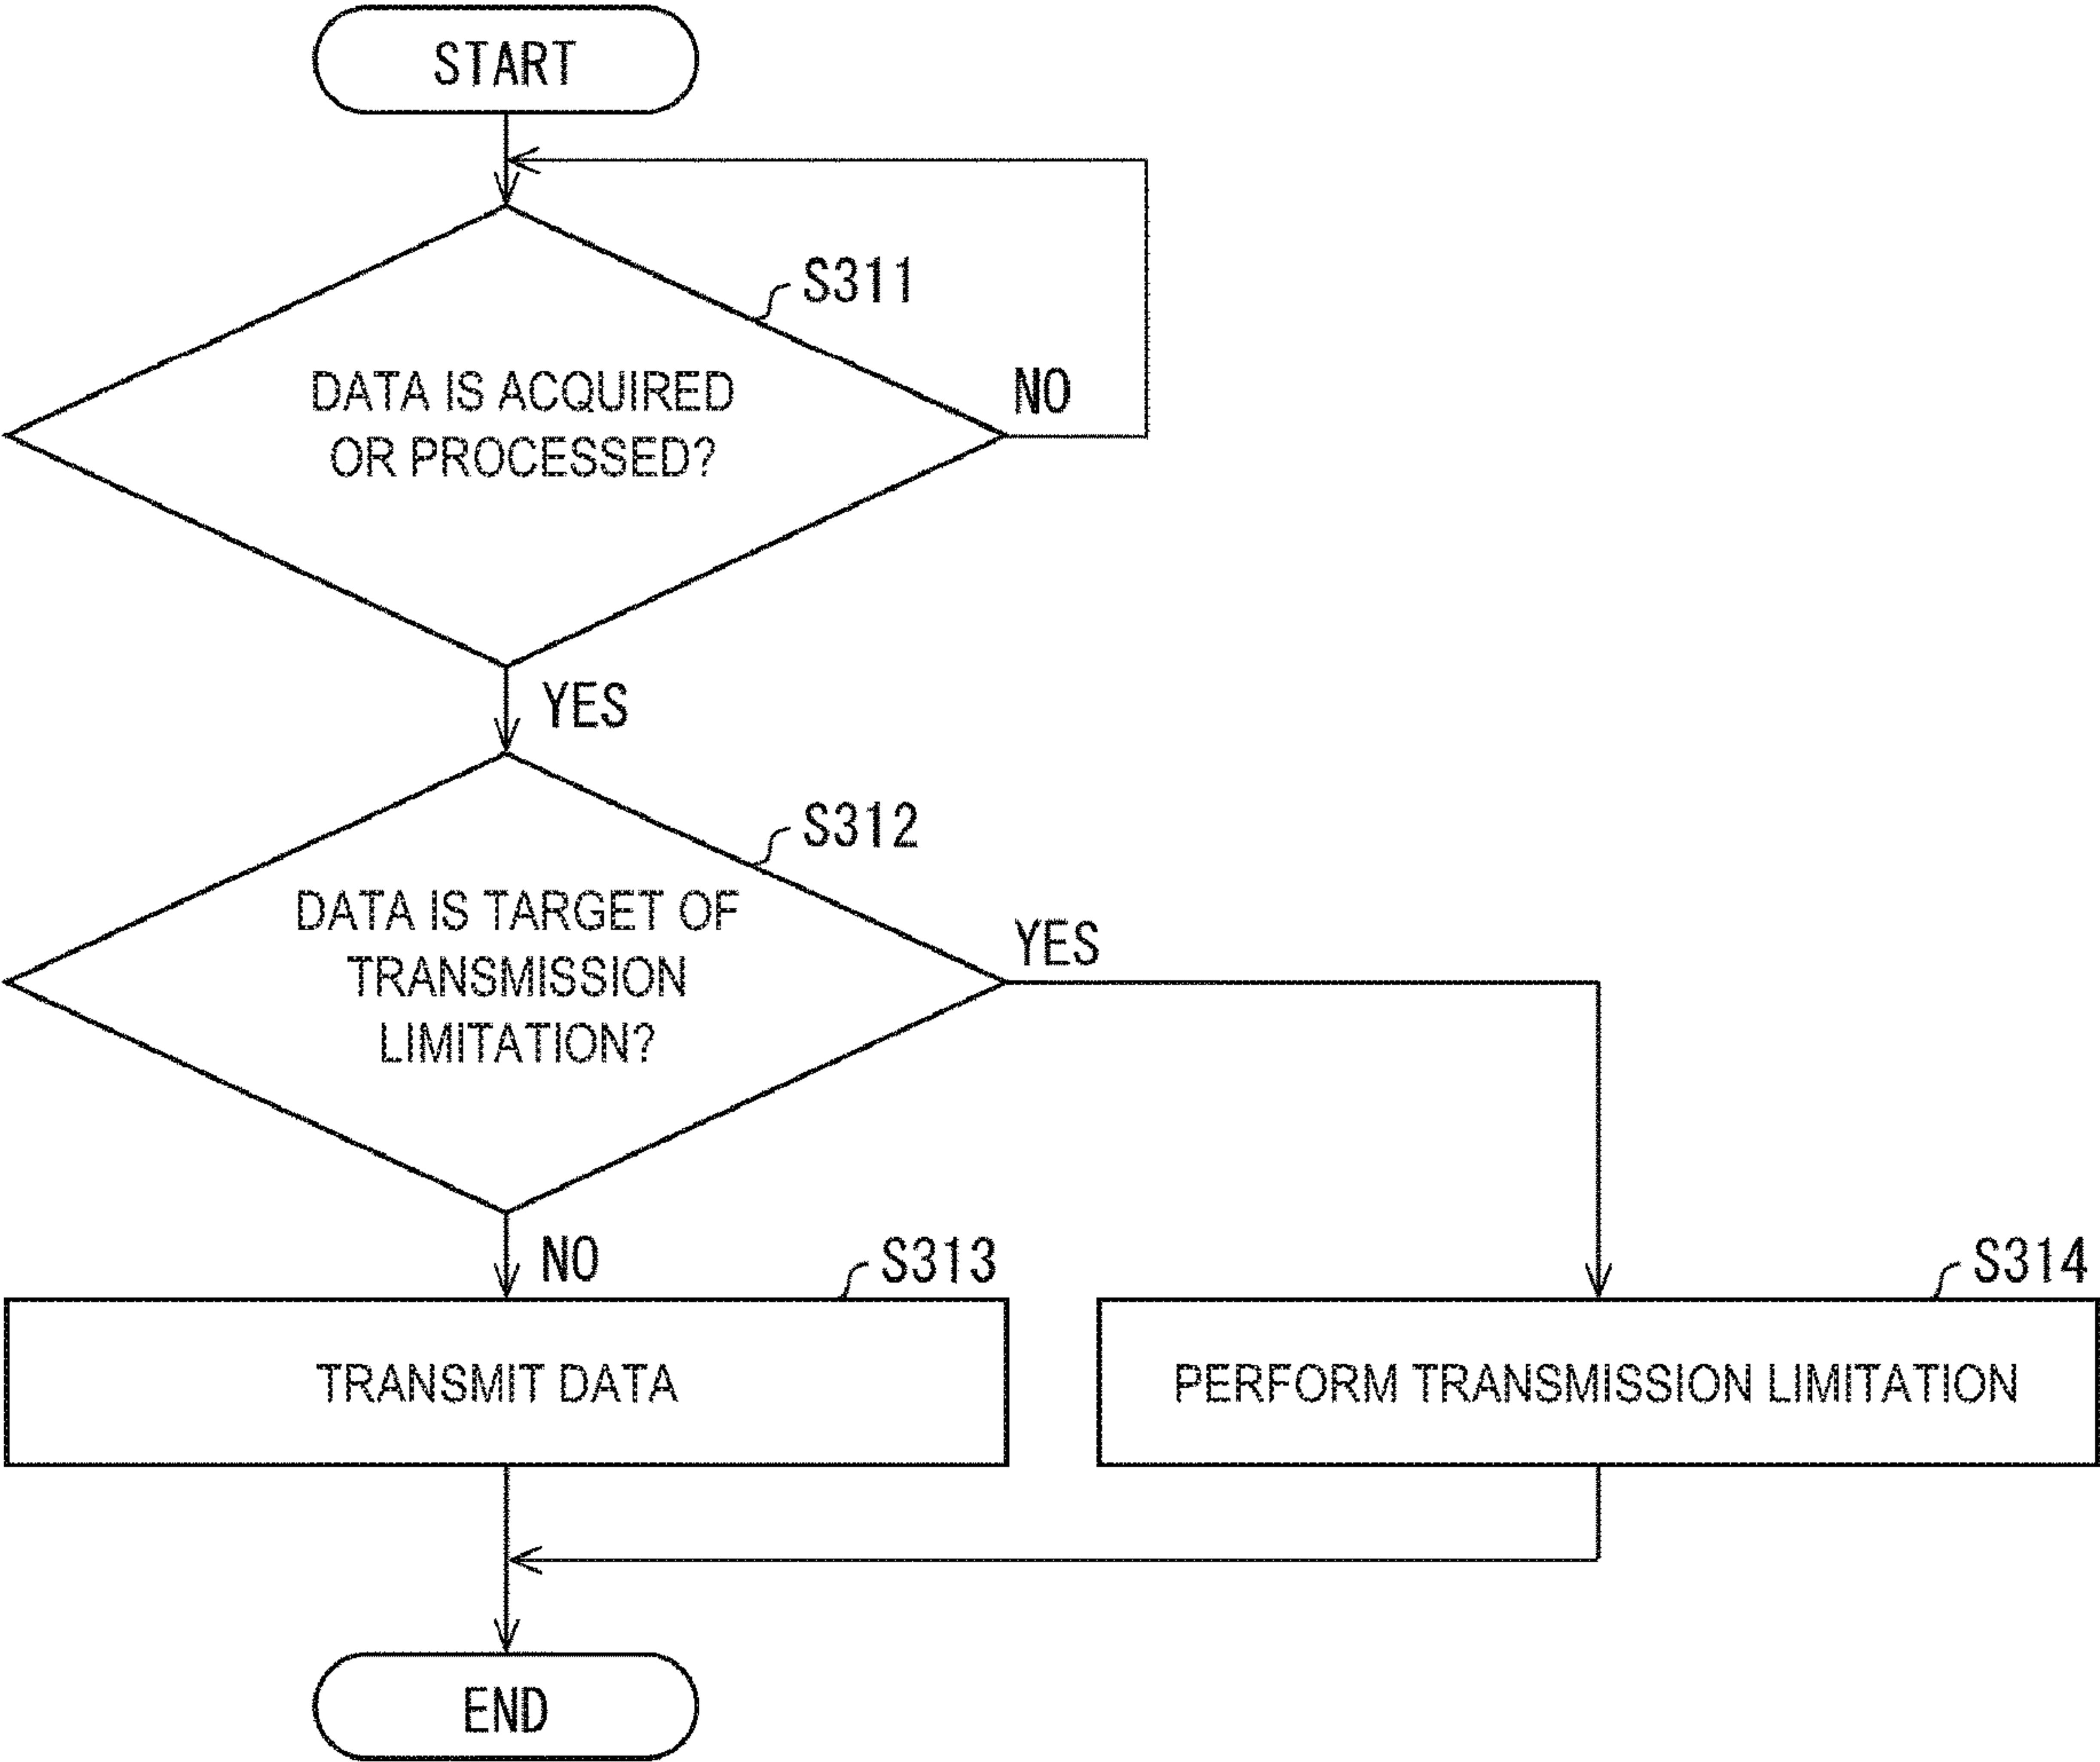 START
S311
DATA IS ACQUIRED
OR PROCESSED?
NO
YES
S312
DATA IS TARGET OF
TRANSMISSION
LIMITATION?
YES
NO
S313
TRANSMIT DATA
S314
PERFORM TRANSMISSION LIMITATION
END